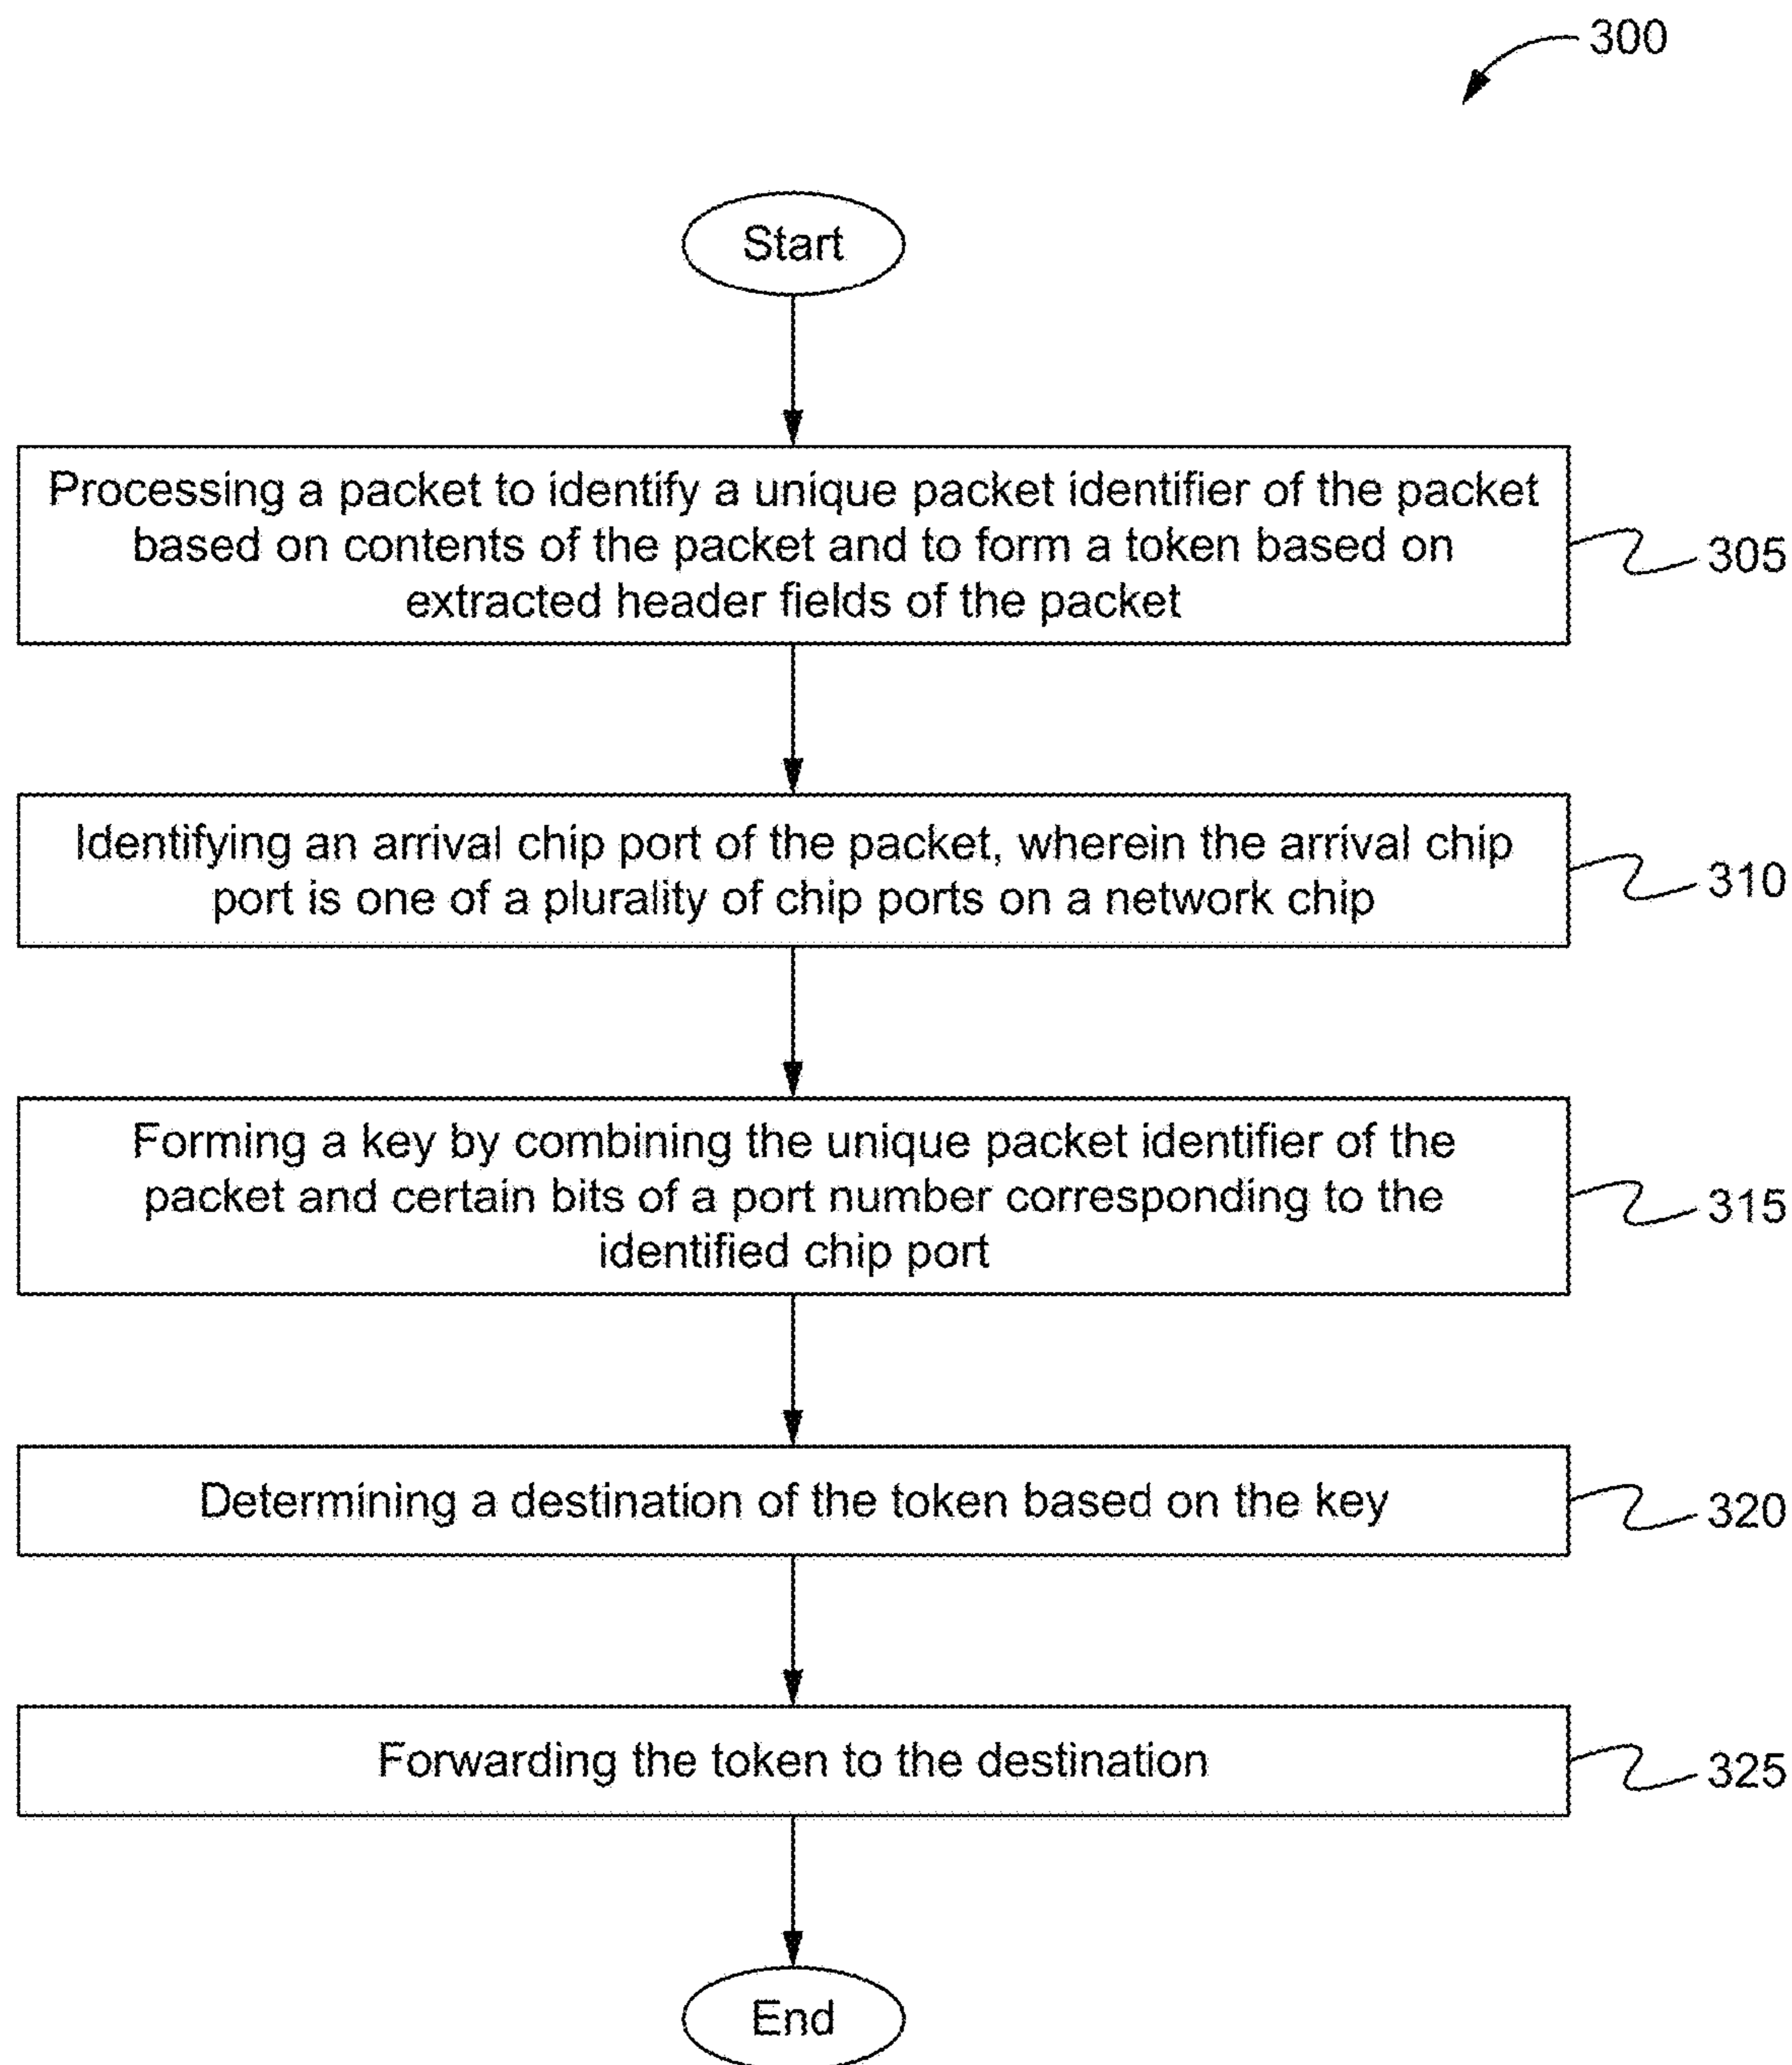 300
Start
Processing a packet to identify a unique packet identifier of the packet
based on contents of the packet and to form a token based on
extracted header fields of the packet
305
Identifying an arrival chip port of the packet, wherein the arrival chip
port is one of a plurality of chip ports on a network chip
310
Forming a key by combining the unique packet identifier of the
packet and certain bits of a port number corresponding to the
identified chip port
315
Determining a destination of the token based on the key
320
Forwarding the token to the destination
325
End